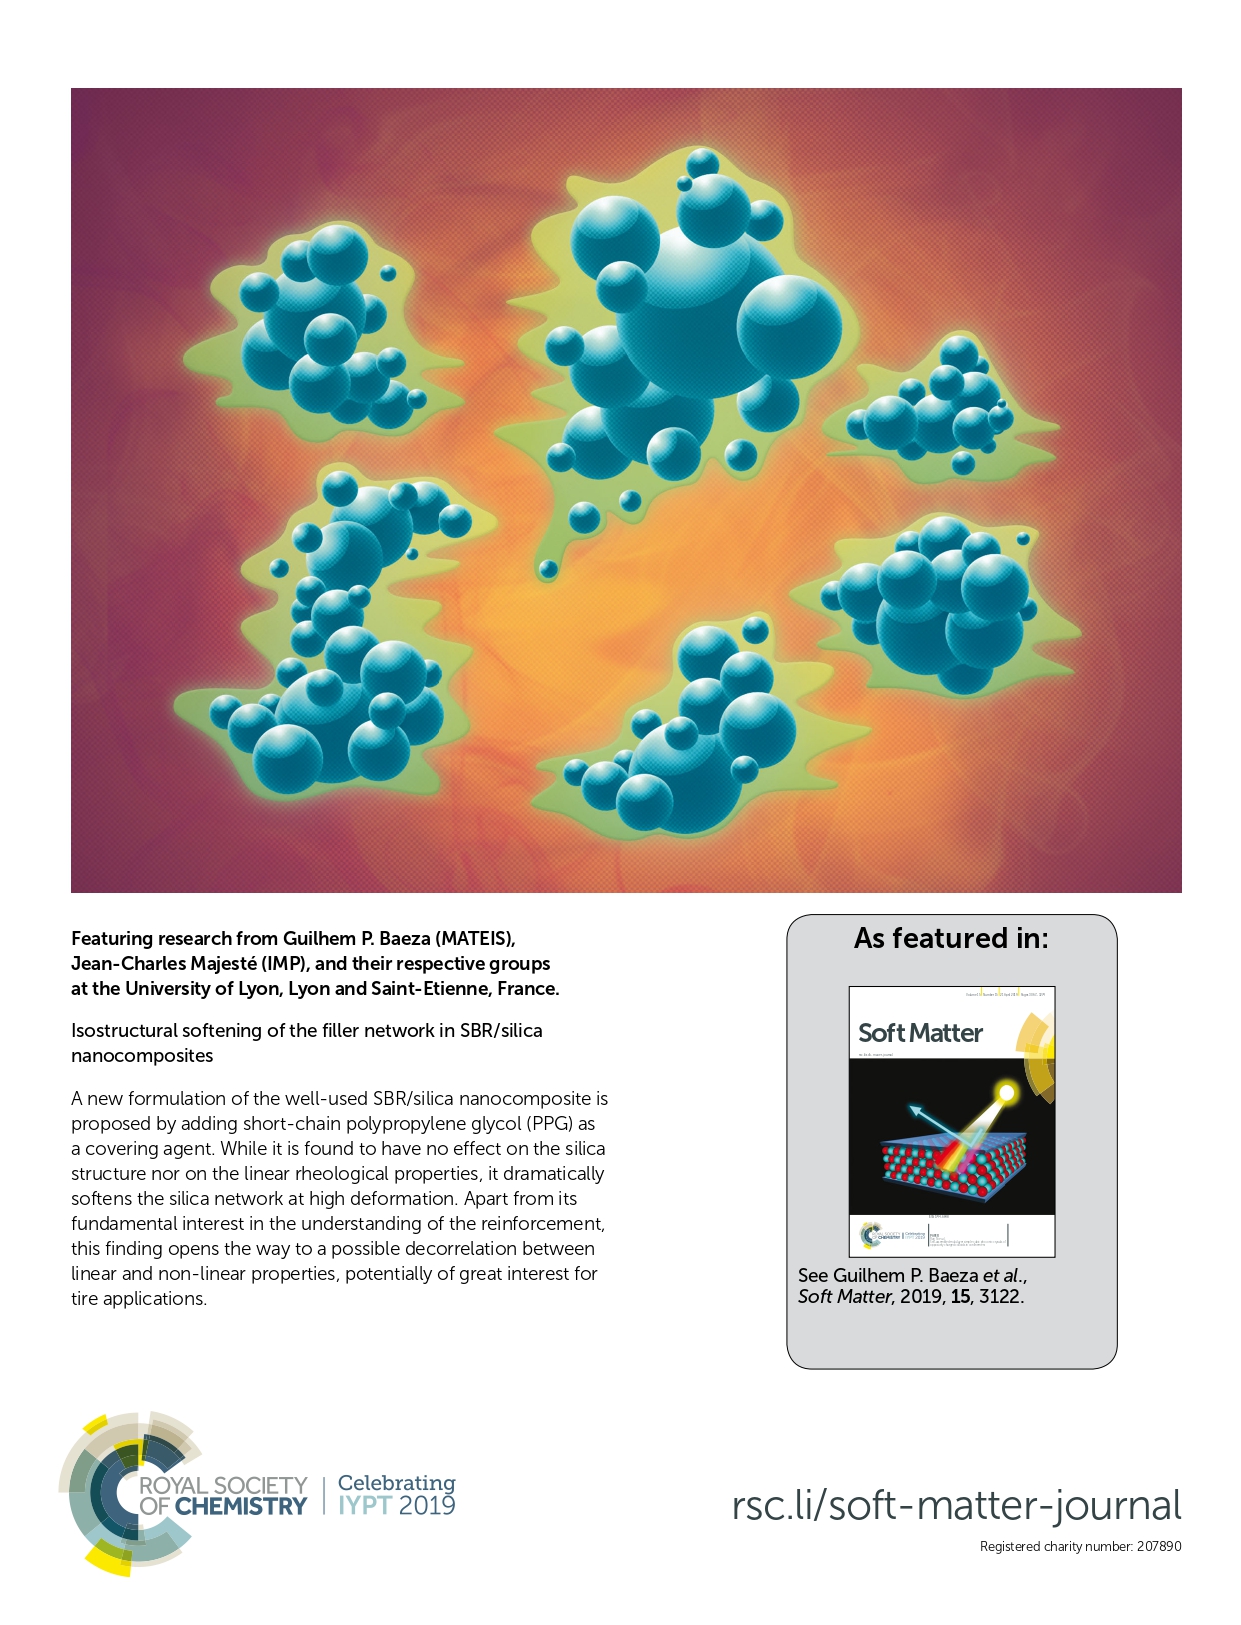 Featuring research from Guilhem P. Baeza (MATEIS),
Jean-Charles Majesté (IMP), and their respective groups
at the University of Lyon, Lyon and Saint-Etienne, France.
Isostructural softening of the filler network in SBR/silica
nanocomposites
A new formulation of the well-used SBR/silica nanocomposite is
proposed by adding short-chain polypropylene glycol (PPG) as
a covering agent. While it is found to have no effect on the silica
structure nor on the linear rheological properties, it dramatically
softens the silica network at high deformation. Apart from its
fundamental interest in the understanding of the reinforcement,
this finding opens the way to a possible decorrelation between
linear and non-linear properties, potentially of great interest for
tire applications.
As featured in:
Soft Matter
ROYAL SOCIETY
OF CHEMISTRY
Celebrating
IYPT 2019
See Guilhem P. Baeza et al.,
Soft Matter, 2019, 15, 3122.
ROYAL SOCIETY
OF CHEMISTRY
Celebrating
IYPT 2019
rsc.li/soft-matter-journal
Registered charity number: 207890